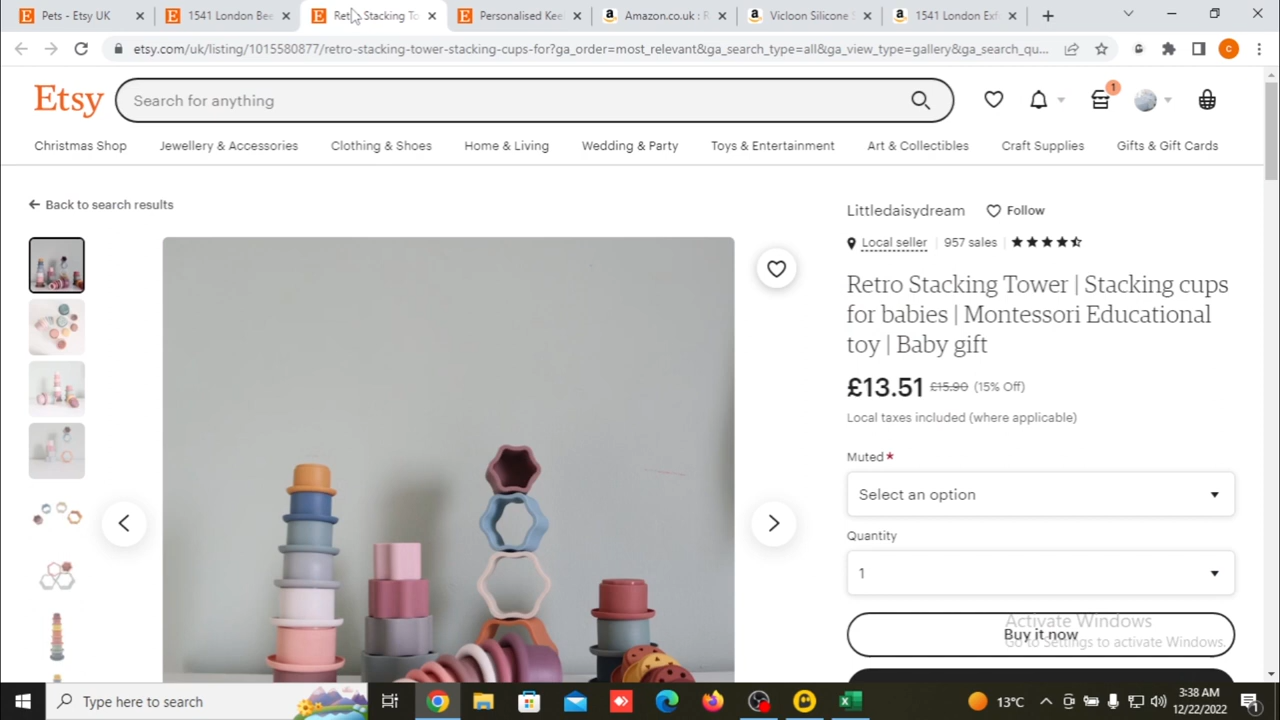 Pets - Etsy UK
1541 London Bee
Retro Stacking To
Personalised Kee
Amazon.co.uk : R
Vicloon Silicone S
1541 London Exf
etsy.com/uk/listing/1015580877/retro-stacking-tower-stacking-cups-for?ga_order=most_relevant&ga_search_type=all&ga_view_type=gallery&ga_search_qu...
C
Etsy
Search for anything
1
Christmas Shop Jewellery & Accessories Clothing & Shoes Home & Living Wedding & Party Toys & Entertainment Art & Collectibles Craft Supplies Gifts & Gift Cards
Back to search results
Littledaisydream Follow
Local seller 957 sales
Retro Stacking Tower | Stacking cups
for babies | Montessori Educational
toy | Baby gift
£13.51 £15.90 (15% Off)
Local taxes included (where applicable)
Muted *
Select an option
Quantity
1
Buy it now
Activate Windows
Go to Settings to activate Windows.
Type here to search
13°C
3:38 AM
12/22/2022
1